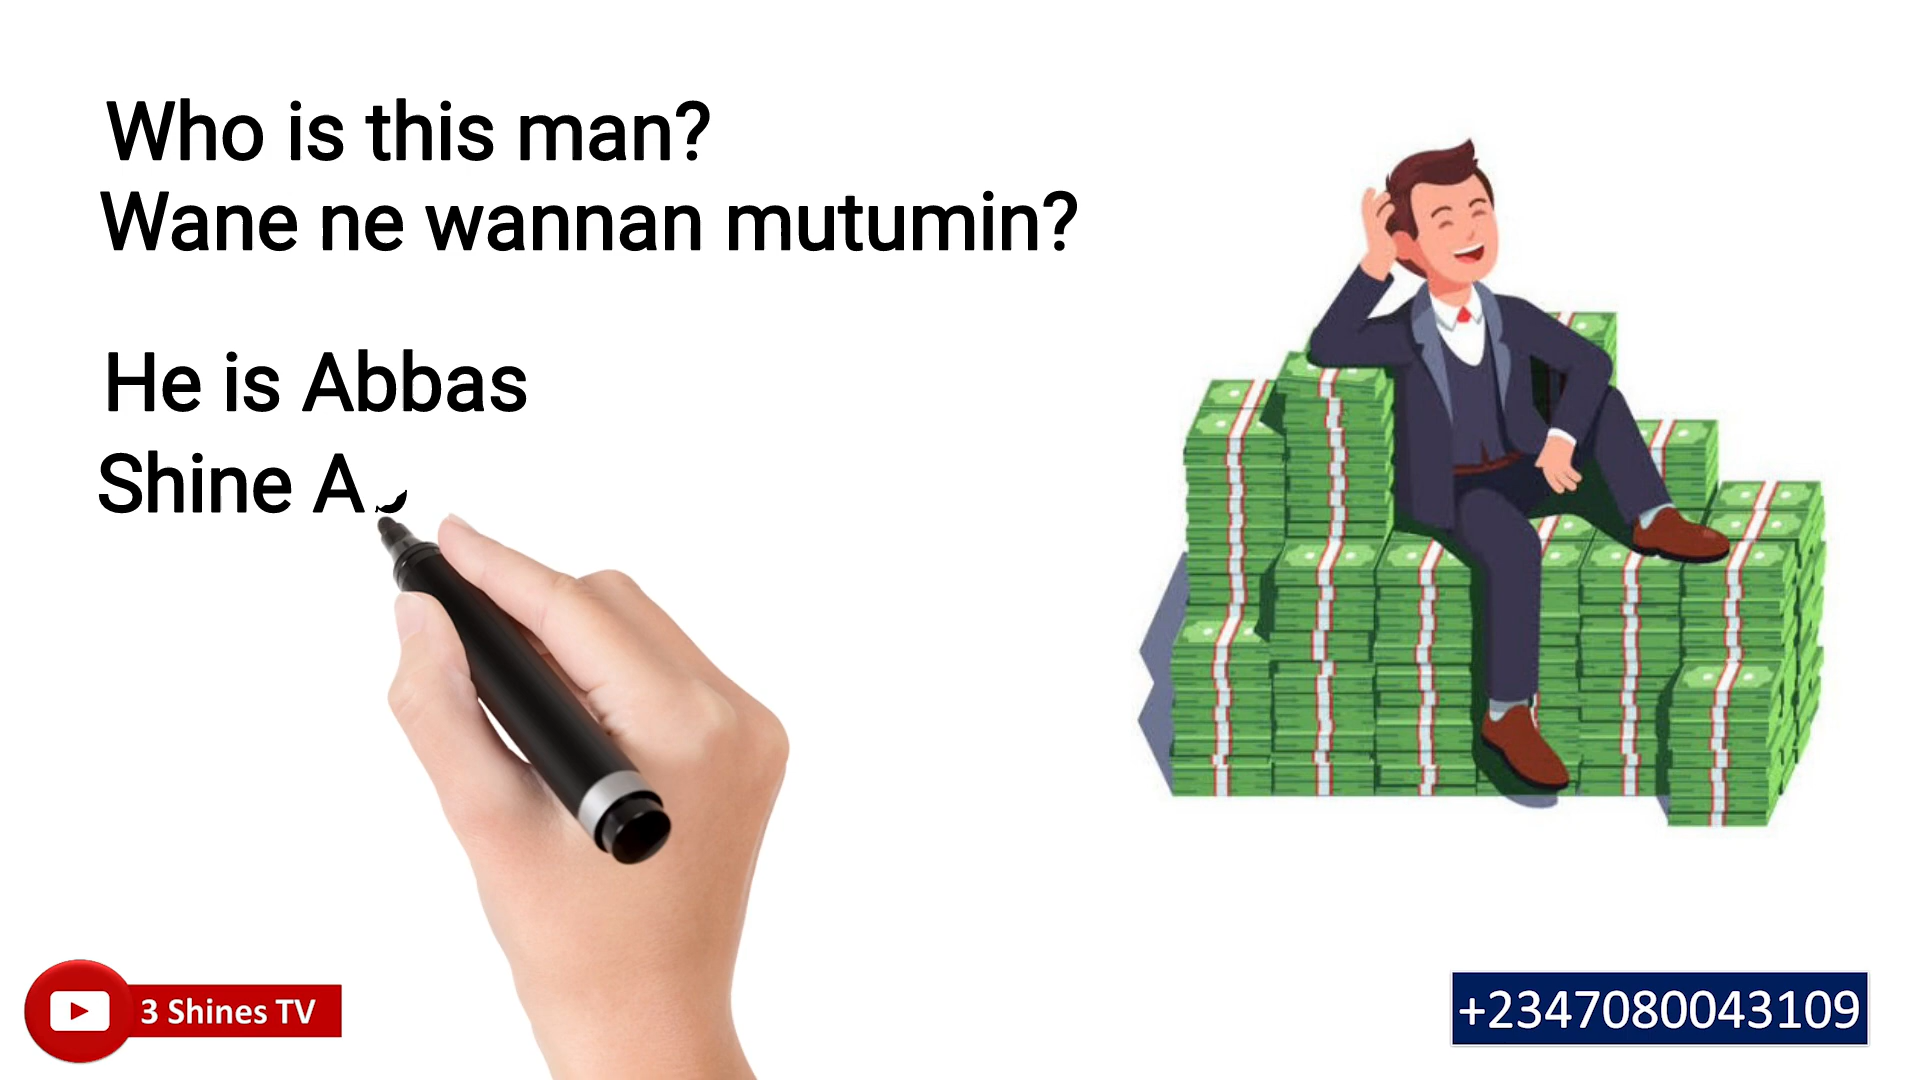 Who is this man?
Wane ne wannan mutumin?
He is Abbas
Shine A
3 Shines TV
+2347080043109